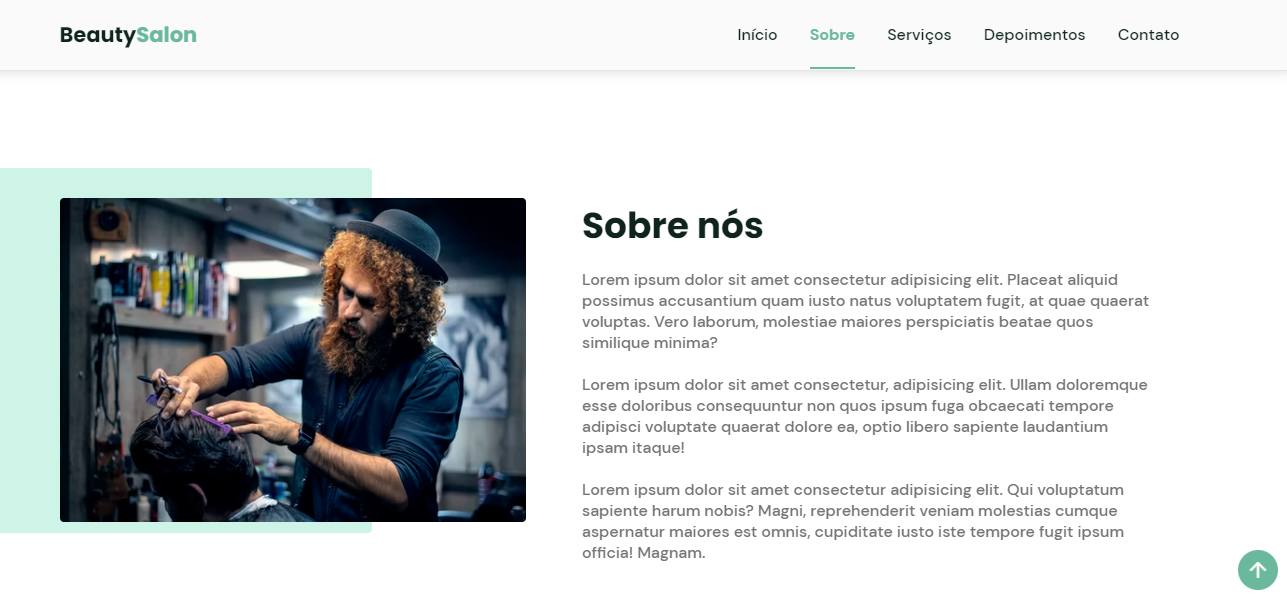 BeautySalon
Início Sobre Serviços Depoimentos Contato
Sobre nós
Lorem ipsum dolor sit amet consectetur adipisicing elit. Placeat aliquid
possimus accusantium quam iusto natus voluptatem fugit, at quae quaerat
voluptas. Vero laborum, molestiae maiores perspiciatis beatae quos
similique minima?
Lorem ipsum dolor sit amet consectetur, adipisicing elit. Ullam doloremque
esse doloribus consequuntur non quos ipsum fuga obcaecati tempore
adipisci voluptate quaerat dolore ea, optio libero sapiente laudantium
ipsam itaque!
Lorem ipsum dolor sit amet consectetur adipisicing elit. Qui voluptatum
sapiente harum nobis? Magni, reprehenderit veniam molestias cumque
aspernatur maiores est omnis, cupiditate iusto iste tempore fugit ipsum
officia! Magnam.